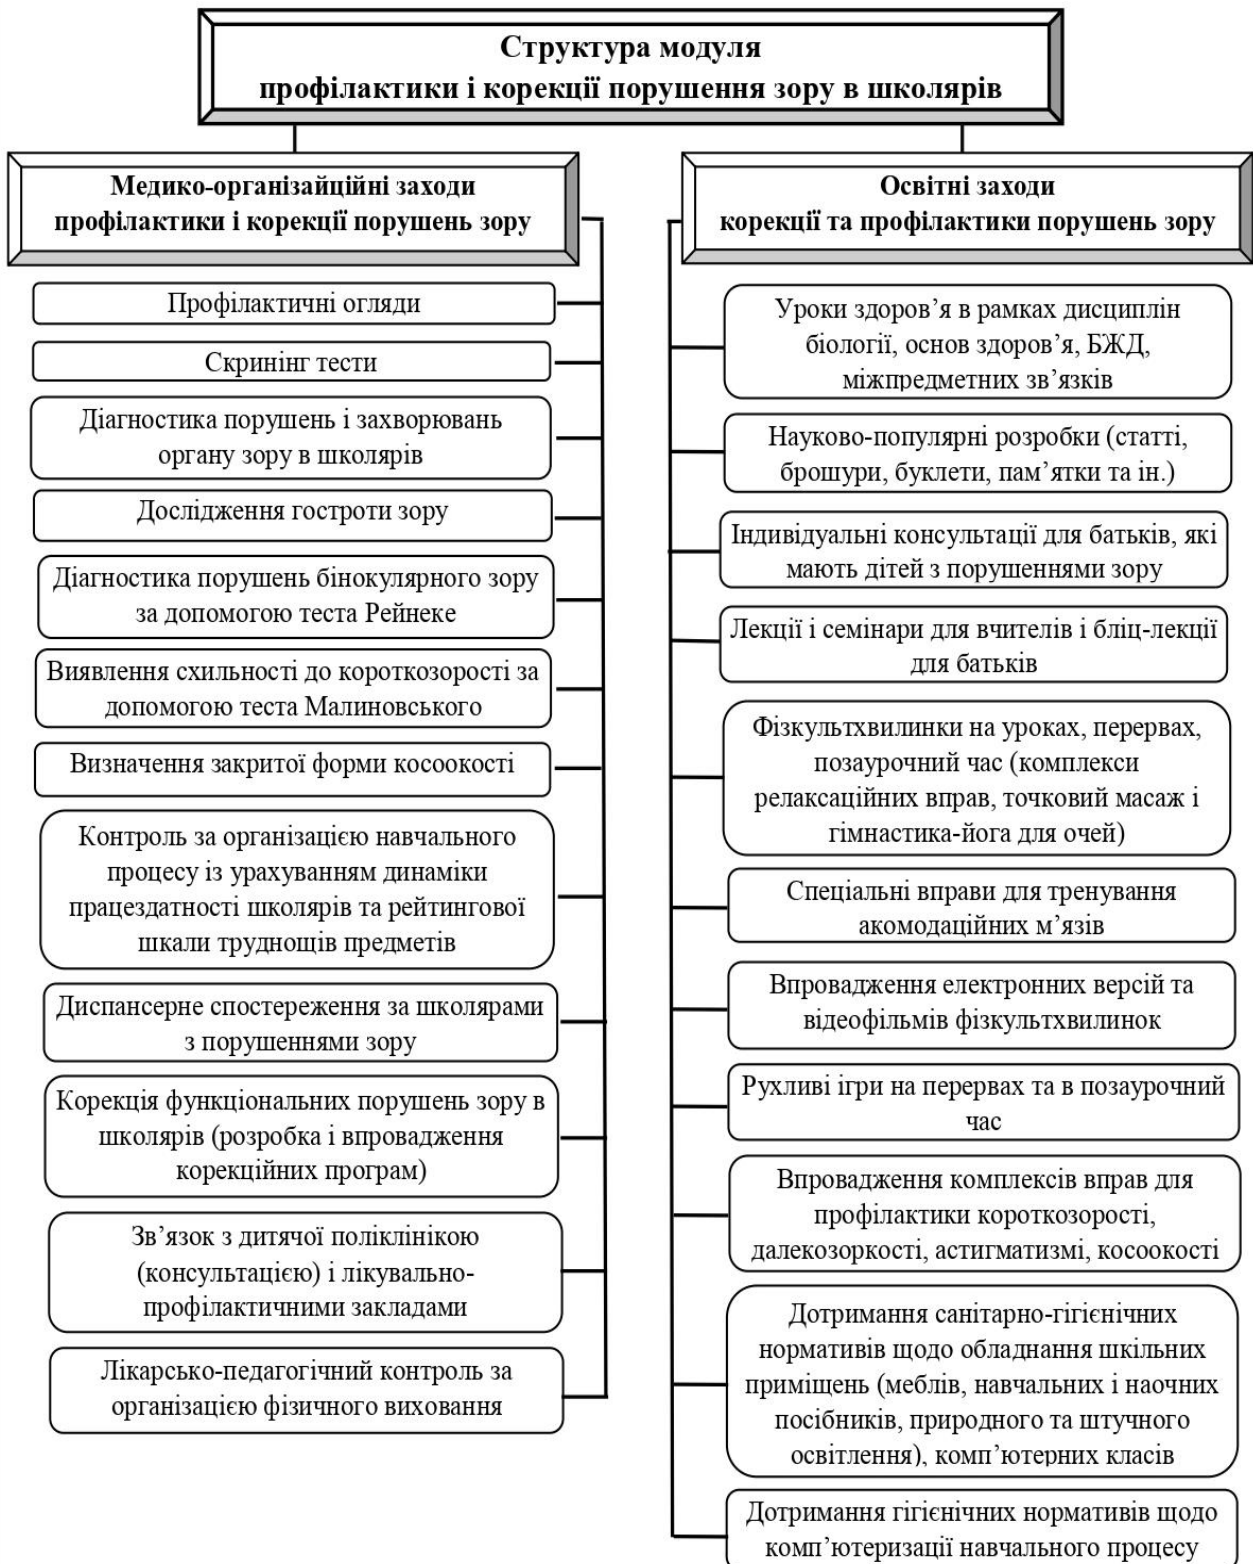 Структура модуля
профілактики і корекції порушення зору в школярів
Медико-організайційні заходи
профілактики і корекції порушень зору
Профілактичні огляди
Скринінг тести
Діагностика порушень і захворювань
органу зору в школярів
Дослідження гостроти зору
Діагностика порушень бінокулярного зору
за допомогою теста Рейнеке
Виявлення схильності до короткозорості за
допомогою теста Малиновського
Визначення закритої форми косоокості
Контроль за організацією навчального
процесу із урахуванням динаміки
працездатності школярів та рейтингової
шкали труднощів предметів
Диспансерне спостереження за школярами
з порушеннями зору
Корекція функціональних порушень зору в
школярів (розробка і впровадження
корекційних програм)
Зв’язок з дитячої поліклінікою
(консультацією) і лікувально-
профілактичними закладами
Лікарсько-педагогічний контроль за
організацією фізичного виховання
Освітні заходи
корекції та профілактики порушень зору
Уроки здоров’я в рамках дисциплін
біології, основ здоров’я, БЖД,
міжпредметних зв’язків
Науково-популярні розробки (статті,
брошури, буклети, пам’ятки та ін.)
Індивідуальні консультації для батьків, які
мають дітей з порушеннями зору
Лекції і семінари для вчителів і бліц-лекції
для батьків
Фізкультхвилинки на уроках, перервах,
позаурочний час (комплекси
релаксаційних вправ, точковий масаж і
гімнастика-йога для очей)
Спеціальні вправи для тренування
акомодаційних м’язів
Впровадження електронних версій та
відеофільмів фізкультхвилинок
Рухливі ігри на перервах та в позаурочний
час
Впровадження комплексів вправ для
профілактики короткозорості,
далекозоркості, астигматизмі, косоокості
Дотримання санітарно-гігієнічних
нормативів щодо обладнання шкільних
приміщень (меблів, навчальних і наочних
посібників, природного та штучного
освітлення), комп’ютерних класів
Дотримання гігієнічних нормативів щодо
комп’ютеризації навчального процесу